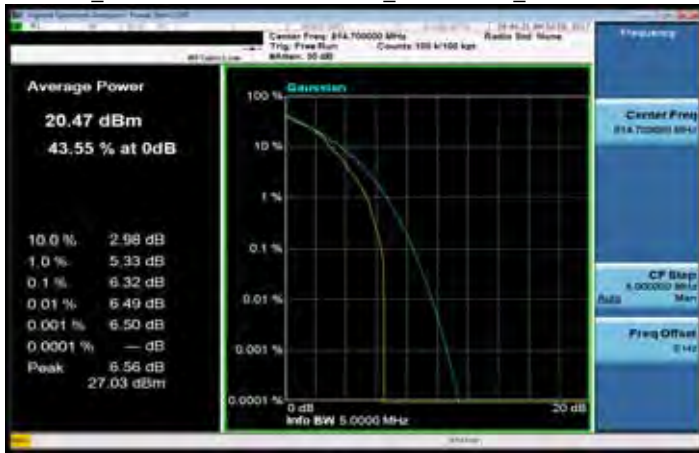 Center Freq: 814.700000 MHz
Radio Std: None
Trig: Free Run
Counts:100 k/100 kpt
#Atten: 30 dB
Frequency
Average Power
20.47 dBm
43.55 % at 0dB
10.0 % 2.98 dB
1.0 % 5.33 dB
0.1 % 6.32 dB
0.01 % 6.49 dB
0.001 % 6.50 dB
0.0001 % --- dB
Peak 6.56 dB
27.03 dBm
Gaussian
100 %
10 %
1 %
0.1 %
0.01 %
0.001 %
0.0001 %
0 dB
20 dB
Info BW 5.0000 MHz
Center Freq
814.700000 MHz
CF Step
5.000000 MHz
Auto Man
Freq Offset
0 Hz